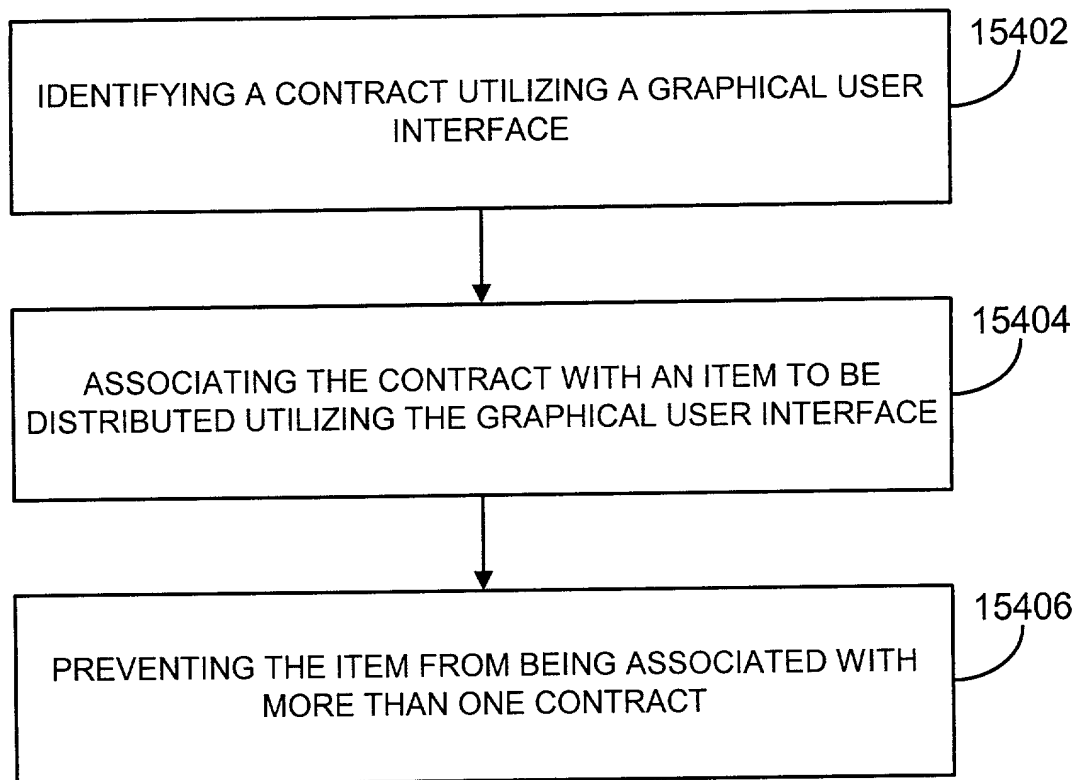 15402
IDENTIFYING A CONTRACT UTILIZING A GRAPHICAL USER
INTERFACE
15404
ASSOCIATING THE CONTRACT WITH AN ITEM TO BE
DISTRIBUTED UTILIZING THE GRAPHICAL USER INTERFACE
15406
PREVENTING THE ITEM FROM BEING ASSOCIATED WITH
MORE THAN ONE CONTRACT